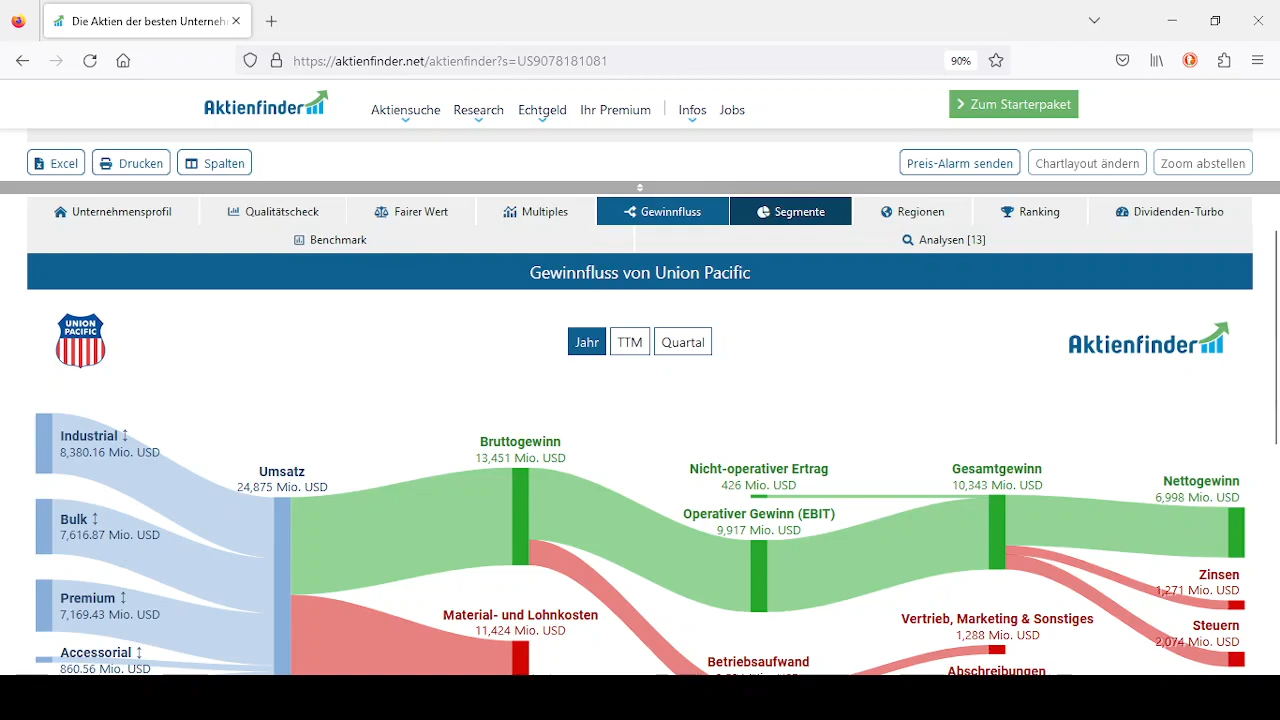 Die Aktien der besten Unterneh
https://aktienfinder.net/aktienfinder?s=US9078181081
90%
Aktienfinder
Aktiensuche
Research
Echtgeld
Ihr Premium
Infos
Jobs
Zum Starterpaket
Excel
Drucken
Spalten
Preis-Alarm senden
Chartlayout ändern
Zoom abstellen
Unternehmensprofil
Qualitätscheck
Fairer Wert
Multiples
Gewinnfluss
Segmente
Regionen
Ranking
Dividenden-Turbo
Benchmark
Analysen [13]
Gewinnfluss von Union Pacific
UNION
PACIFIC
Jahr
TTM
Quartal
Aktienfinder
Industrial
8,380.16 Mio. USD
Bulk
7,616.87 Mio. USD
Premium
7,169.43 Mio. USD
Accessorial
860.56 Mio. USD
Umsatz
24,875 Mio. USD
Bruttogewinn
13,451 Mio. USD
Material- und Lohnkosten
11,424 Mio. USD
Nicht-operativer Ertrag
426 Mio. USD
Operativer Gewinn (EBIT)
9,917 Mio. USD
Betriebsaufwand
Gesamtgewinn
10,343 Mio. USD
Vertrieb, Marketing & Sonstiges
1,288 Mio. USD
Abschreibungen
Nettogewinn
6,998 Mio. USD
Zinsen
1,271 Mio. USD
Steuern
2,074 Mio. USD